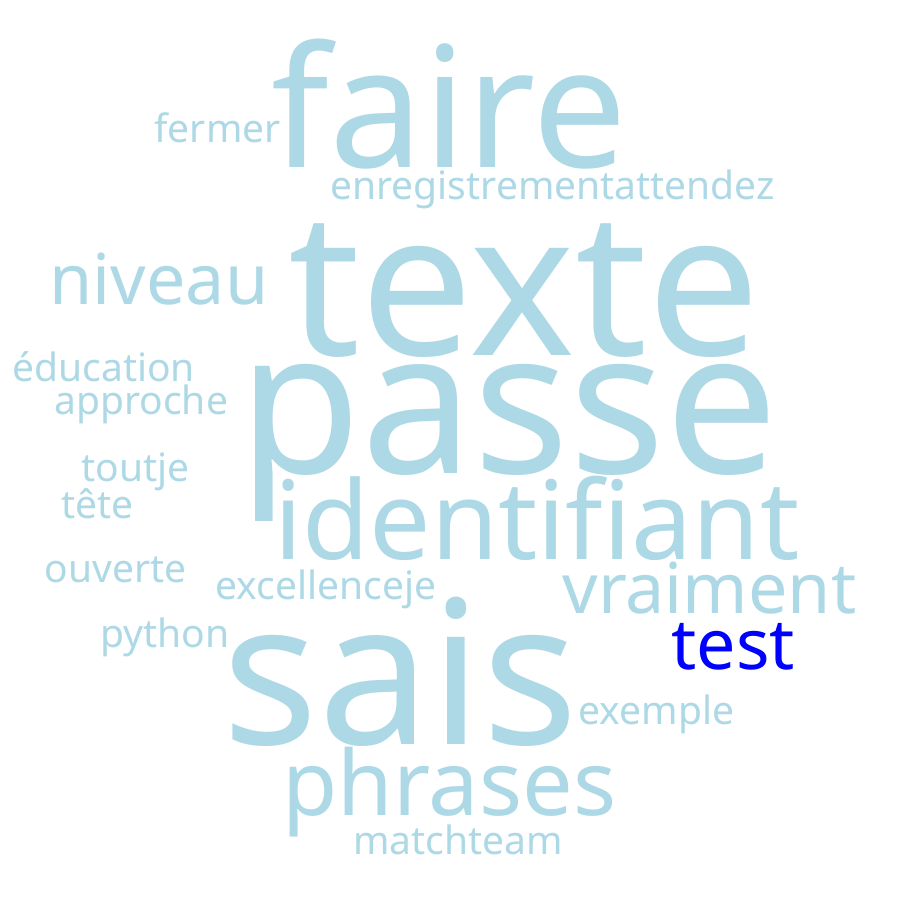 faire
fermer
enregistrementattendez
texte
niveau
passe
éducation
approche
toutje
tête
identifiant
ouverte
excellenceje
vraiment
python
sais
test
exemple
phrases
matchteam